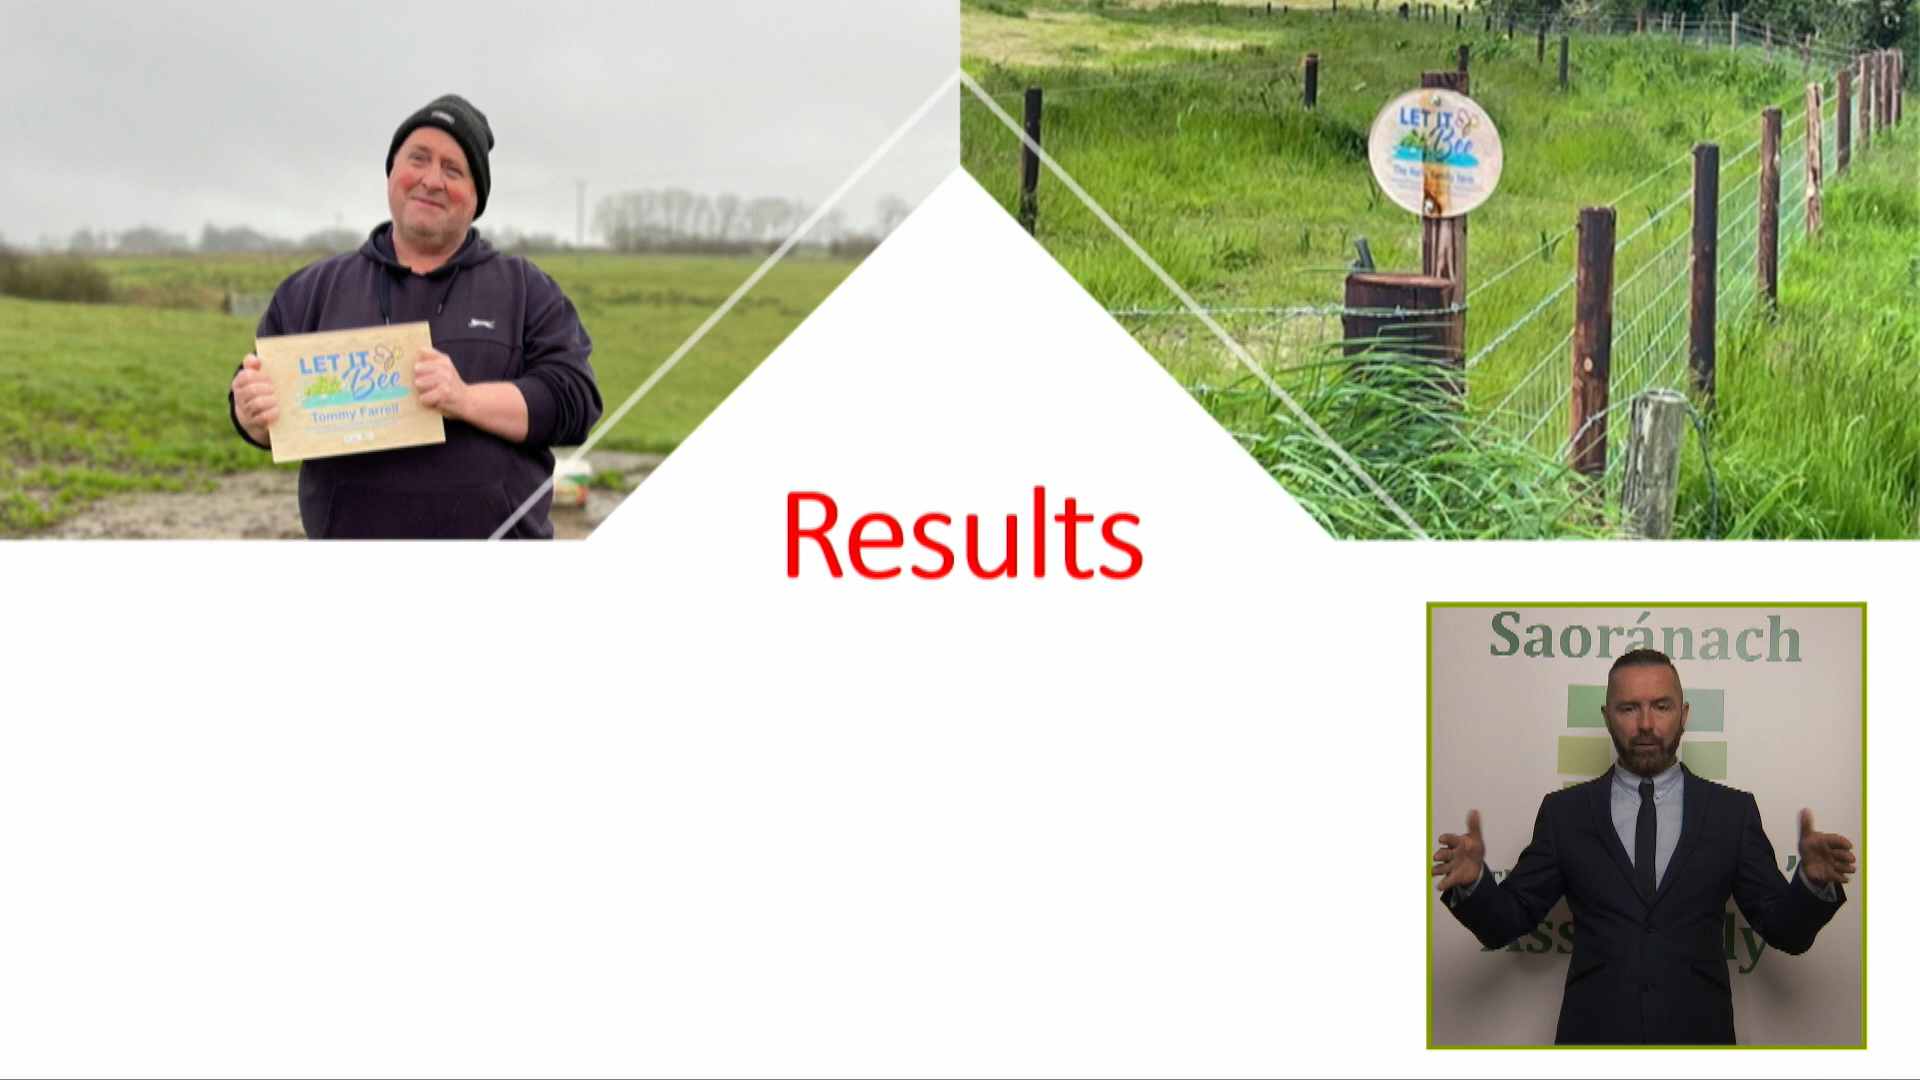 LET IT
Bee
Tommy Farrell
LET IT
Bee
Results
Saoránach